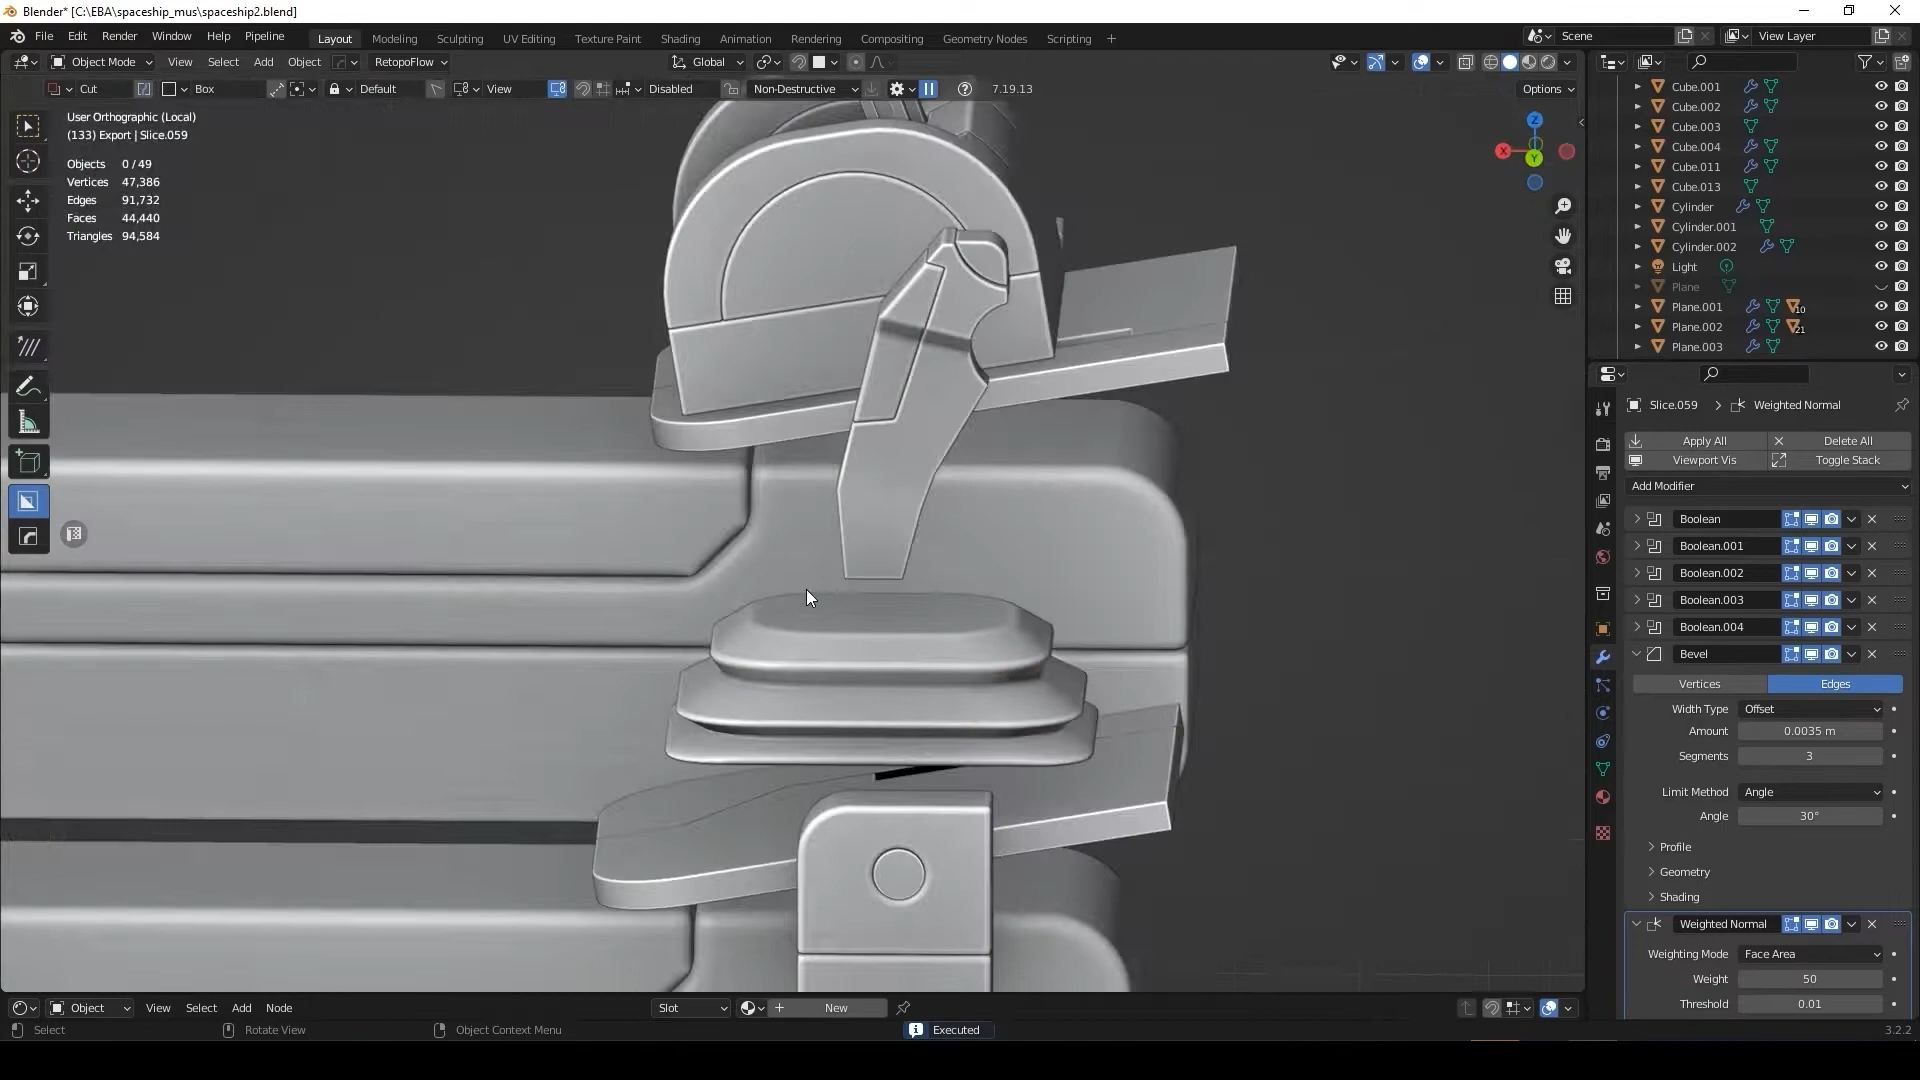 Blender* [C:\EBA\spaceship_mus\spaceship2.blend]
File Edit Render Window Help Pipeline Layout Modeling Sculpting UV Editing Texture Paint Shading Animation Rendering Compositing Geometry Nodes Scripting + Scene View Layer
Object Mode View Select Add Object RetopoFlow Global
Cut Box Default View Disabled Non-Destructive 7.19.13 Options
User Orthographic (Local)
(133) Export | Slice.059
Objects 0 / 49
Vertices 47,386
Edges 91,732
Faces 44,440
Triangles 94,584
Z
X
Y
Cube.001
Cube.002
Cube.003
Cube.004
Cube.011
Cube.013
Cylinder
Cylinder.001
Cylinder.002
Light
Plane
Plane.001 10
Plane.002 21
Plane.003
Slice.059 > Weighted Normal
Apply All Delete All
Viewport Vis Toggle Stack
Add Modifier
Boolean
Boolean.001
Boolean.002
Boolean.003
Boolean.004
Bevel
Vertices Edges
Width Type Offset
Amount 0.0035 m
Segments 3
Limit Method Angle
Angle 30°
Profile
Geometry
Shading
Weighted Normal
Weighting Mode Face Area
Weight 50
Threshold 0.01
Object View Select Add Node Slot New
Select Rotate View Object Context Menu Executed 3.2.2